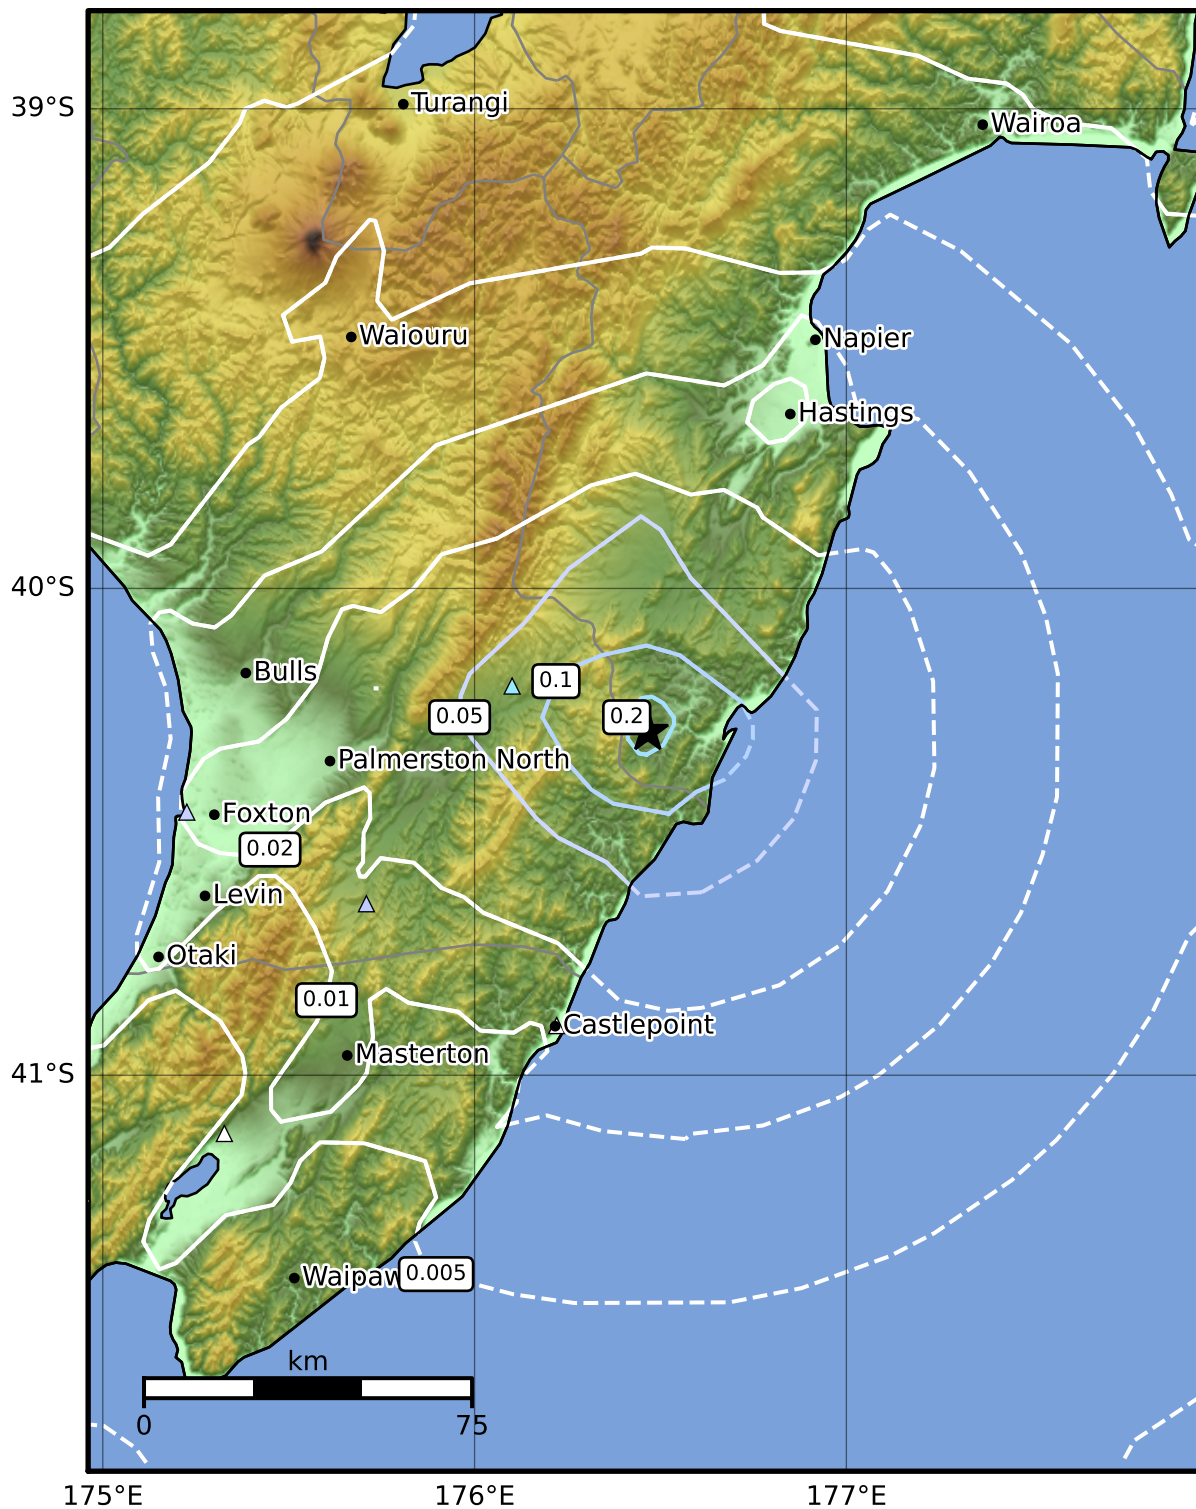 39°S
Turangi
Wairoa
Waiouru
Napier
Hastings
40°S
Bulls
0.1
0.05
0.2
Palmerston North
Foxton
0.02
Levin
Otaki
0.01
Castlepoint
Masterton
41°S
Waipaw
0.005
km
0
75
175°E
176°E
177°E